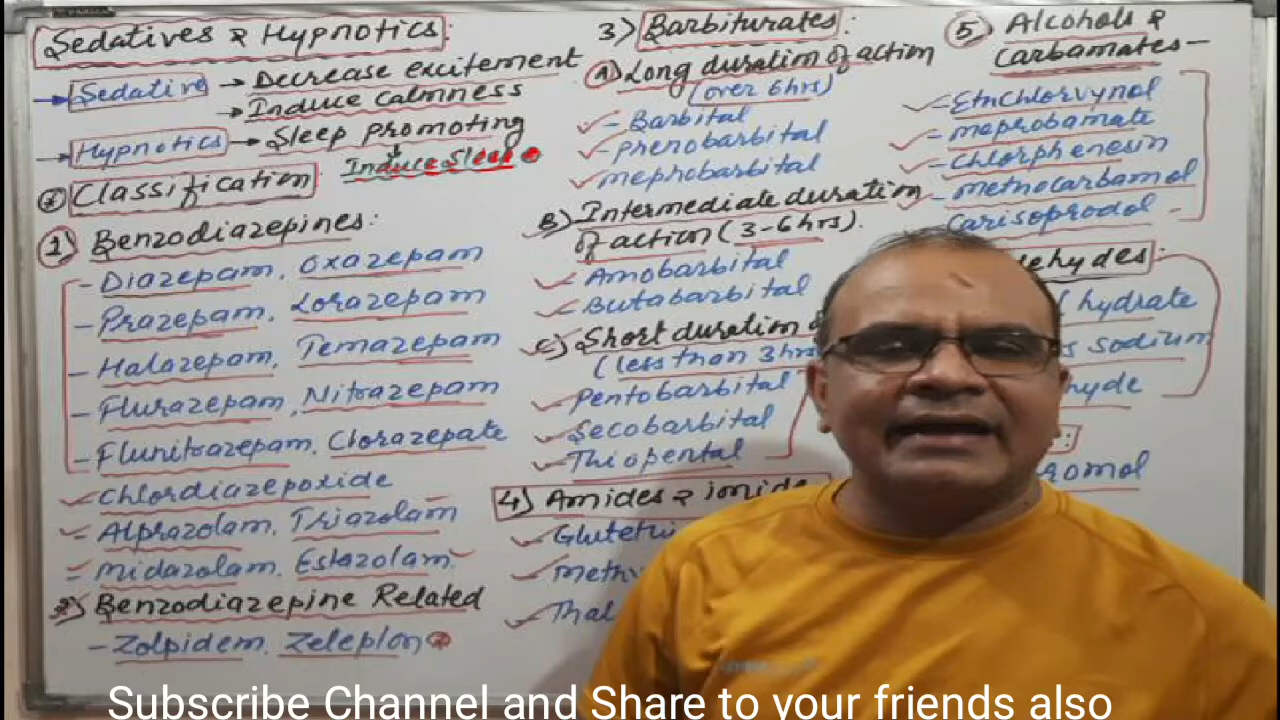 Sedatives & Hypnotics:
→ Sedative → Decrease excitement
→ Induce Calmness
→ Hypnotics → Sleep promoting
Induce Sleep
Classification
1) Benzodiazepines:
- Diazepam, Oxazepam
- Prazepam, Lorazepam
- Halazepam, Temazepam
- Flurazepam, Nitrazepam
- Flunitrazepam, Clorazepate
Chlordiazepoxide
Alprazolam, Triazolam
Midazolam, Estazolam
2) Benzodiazepine Related
- Zolpidem, Zeleplon
3) Barbiturates:
A) Long duration of action
(over 6hrs)
- Barbital
- Phenobarbital
- mephobarbital
B) Intermediate duration
of action (3-6hrs).
- Amobarbital
- Butabarbital
C) Short duration
(less than 3hrs
- Pentobarbital
- Secobarbital
- Thiopental
4) Amides & imide
- 
5) Alcohols &
Carbamates-
- Ethchlorvynol
- meprobamate
- Chlorphenesin
- methocarbamol
Carisoprodol
ehydes:
hydrate
sodium
hyde
omol
Subscribe Channel and Share to your friends also